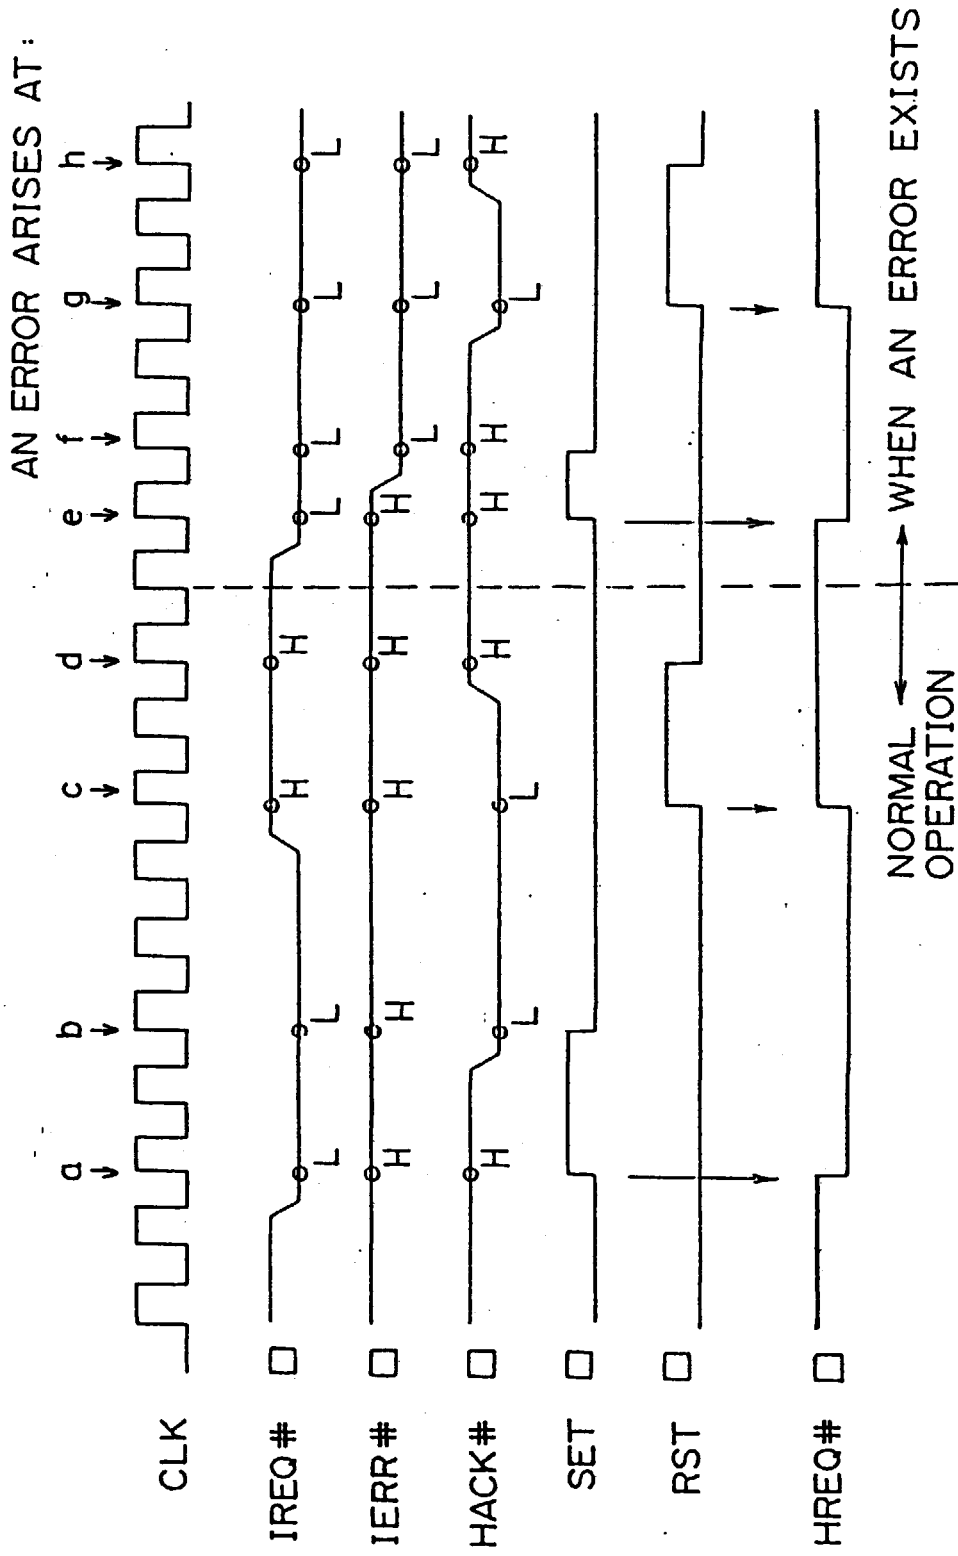 AN ERROR ARISES AT:
a b c d e f g h
CLK
IREQ# L L H H L L L L
IERR# H H H H H L L L
HACK# H L L H H H L H
SET
RST
HREQ#
NORMAL OPERATION
WHEN AN ERROR EXISTS